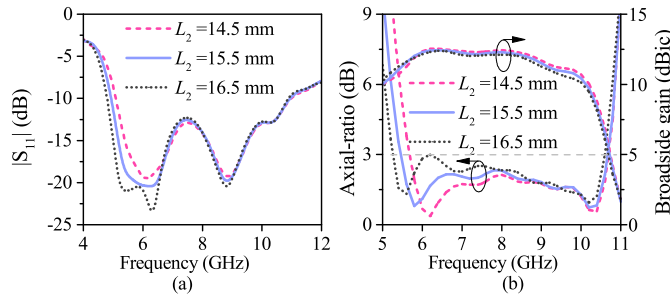 0
-5
-10
-15
-20
-25
|S₁₁| (dB)
L₂ =14.5 mm
L₂ =15.5 mm
L₂ =16.5 mm
4 6 8 10 12
Frequency (GHz)
(a)
9
6
3
0
Axial-ratio (dB)
L₂ =14.5 mm
L₂ =15.5 mm
L₂ =16.5 mm
15
10
5
0
Broadside gain (dBic)
5 6 7 8 9 10 11
Frequency (GHz)
(b)